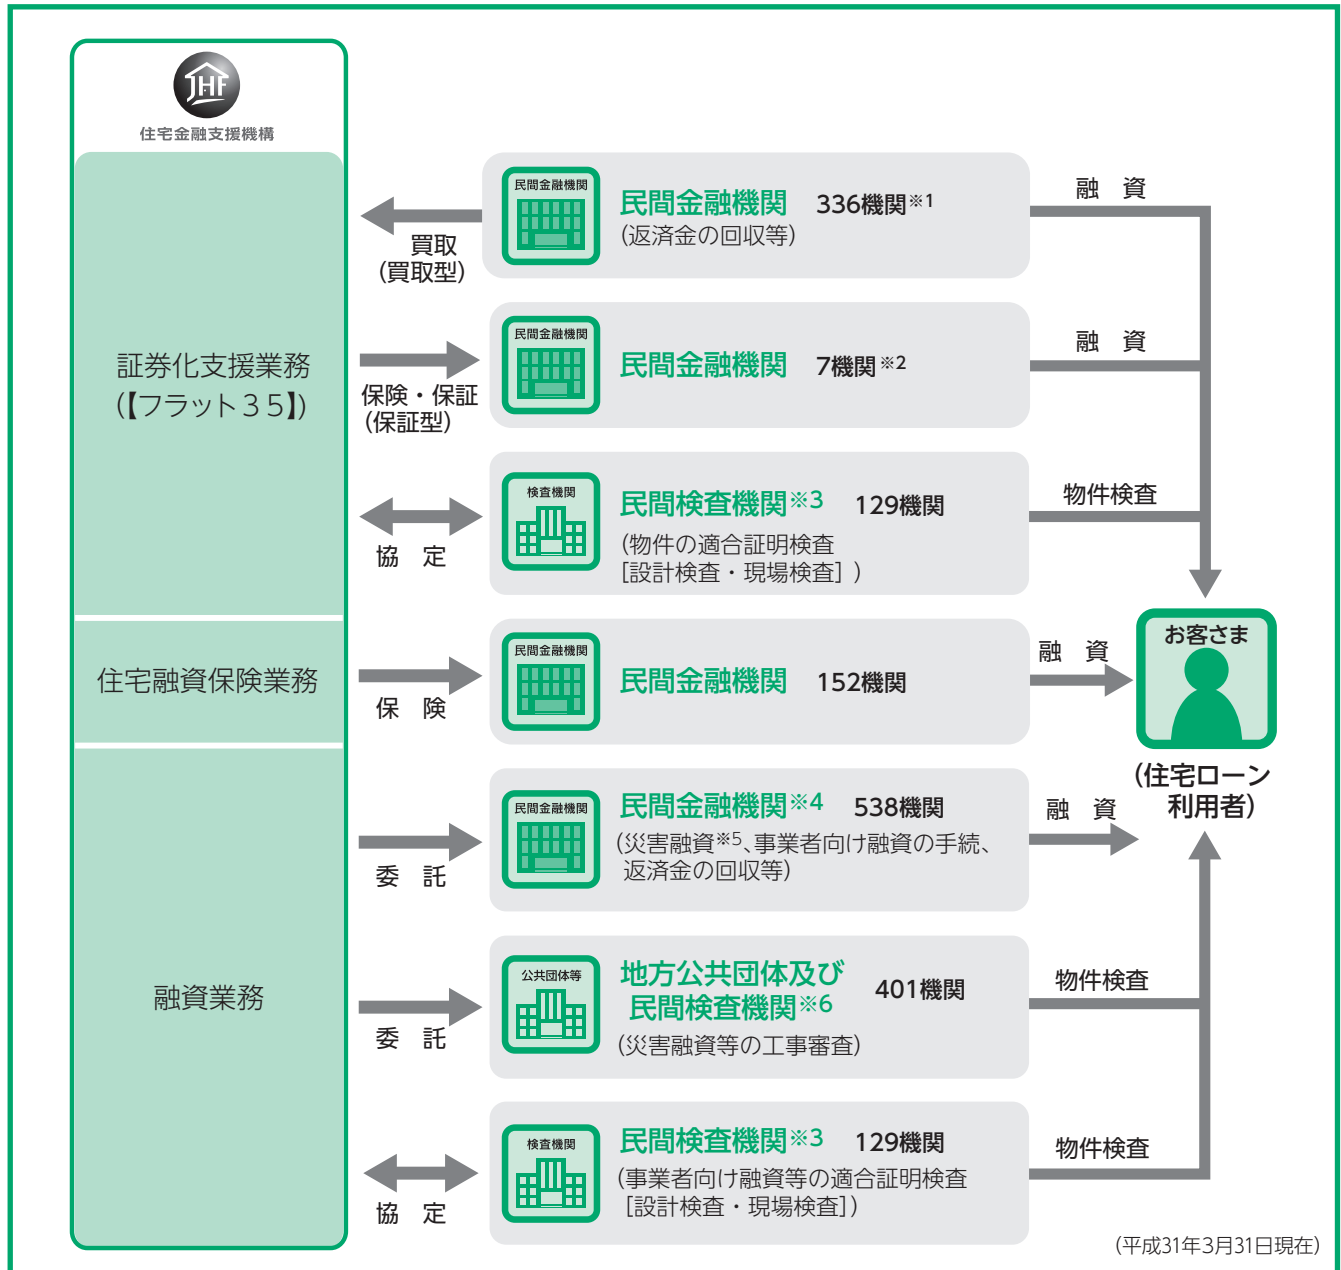 JHF
住宅金融支援機構
証券化支援業務
(【フラット35】)
買取
(買取型)
民間金融機関
民間金融機関 336機関※1
(返済金の回収等)
融 資
保険・保証
(保証型)
民間金融機関
民間金融機関 7機関※2
融 資
協 定
検査機関
民間検査機関※3 129機関
(物件の適合証明検査
[設計検査・現場検査])
物件検査
住宅融資保険業務
保 険
民間金融機関
民間金融機関 152機関
融 資
お客さま
(住宅ローン
利用者)
融資業務
委 託
民間金融機関
民間金融機関※4 538機関
(災害融資※5、事業者向け融資の手続、
返済金の回収等)
融 資
委 託
公共団体等
地方公共団体及び
民間検査機関※6 401機関
(災害融資等の工事審査)
物件検査
協 定
検査機関
民間検査機関※3 129機関
(事業者向け融資等の適合証明検査
[設計検査・現場検査])
物件検査
(平成31年3月31日現在)